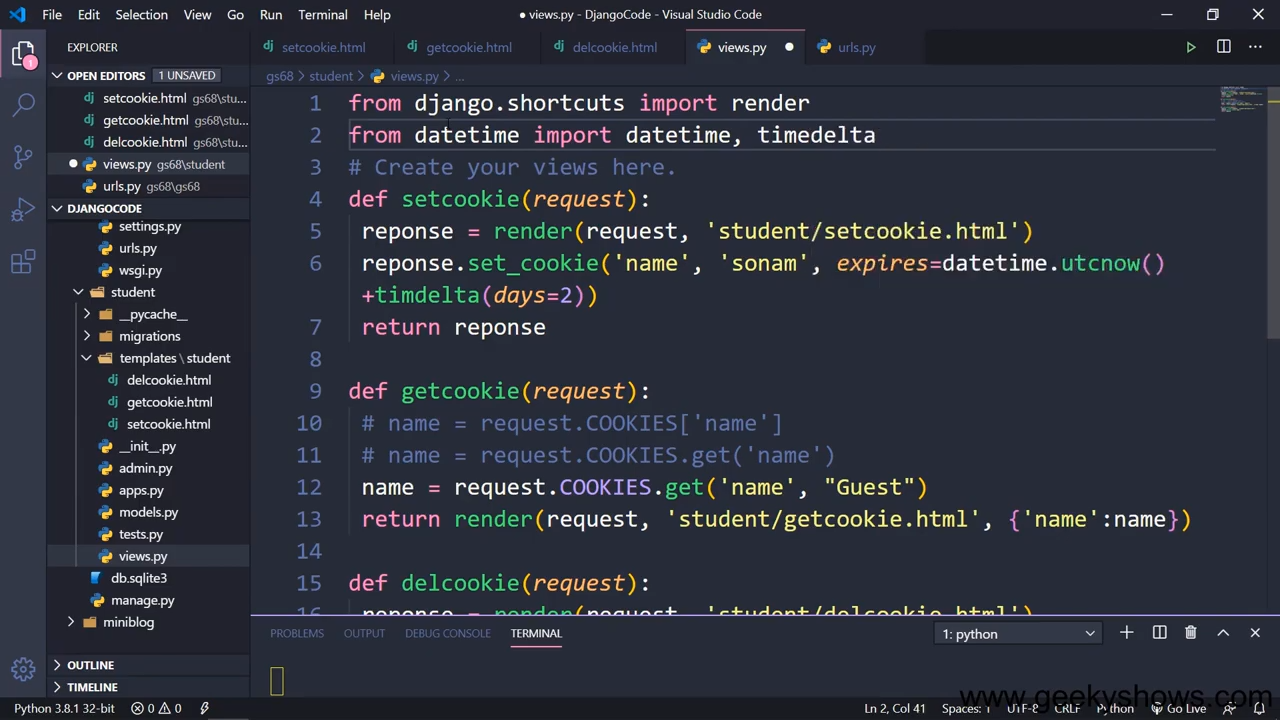 File Edit Selection View Go Run Terminal Help ● views.py - DjangoCode - Visual Studio Code
EXPLORER
setcookie.html getcookie.html delcookie.html views.py urls.py
OPEN EDITORS 1 UNSAVED
gs68 > student > views.py > ...
setcookie.html gs68\stu...
getcookie.html gs68\stu...
delcookie.html gs68\stu...
views.py gs68\student
urls.py gs68\gs68
DJANGOCODE
settings.py
urls.py
wsgi.py
student
__pycache__
migrations
templates \ student
delcookie.html
getcookie.html
setcookie.html
__init__.py
admin.py
apps.py
models.py
tests.py
views.py
db.sqlite3
manage.py
miniblog
OUTLINE
TIMELINE
1 from django.shortcuts import render
2 from datetime import datetime, timedelta
3 # Create your views here.
4 def setcookie(request):
5 reponse = render(request, 'student/setcookie.html')
6 reponse.set_cookie('name', 'sonam', expires=datetime.utcnow()
+timdelta(days=2))
7 return reponse
8
9 def getcookie(request):
10 # name = request.COOKIES['name']
11 # name = request.COOKIES.get('name')
12 name = request.COOKIES.get('name', "Guest")
13 return render(request, 'student/getcookie.html', {'name':name})
14
15 def delcookie(request):
16 reponse = render(request, 'student/delcookie.html')
PROBLEMS OUTPUT DEBUG CONSOLE TERMINAL 1: python
www.geekyshows.com
Python 3.8.1 32-bit 0 0 Ln 2, Col 41 Spaces: 1 UTF-8 CRLF Python Go Live
1